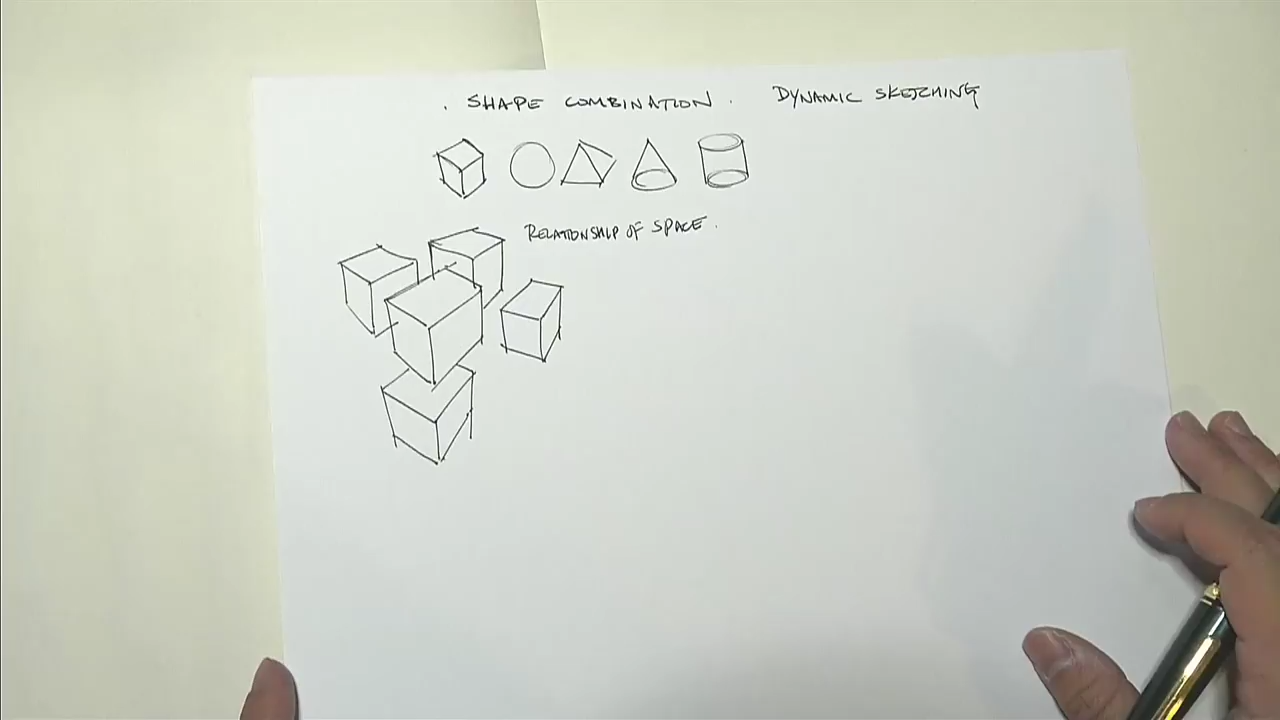 . SHAPE COMBINATION . DYNAMIC SKETCHING
RELATIONSHIP OF SPACE .